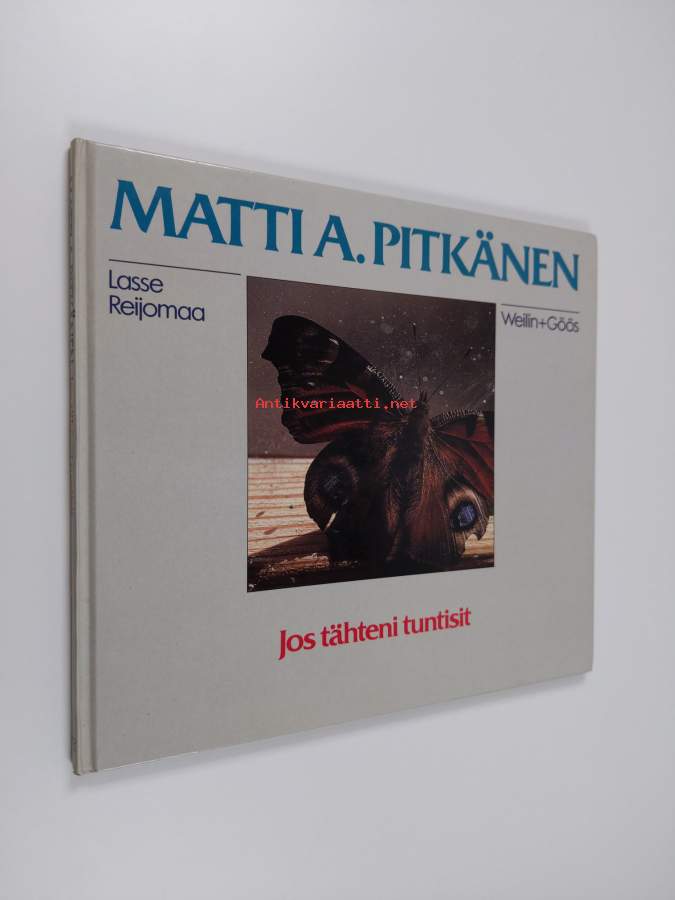 MATTI A. PITKÄNEN
Lasse
Reijomaa
Weilin+Göös
Antikvariaatti.net
Jos tähteni tuntisit